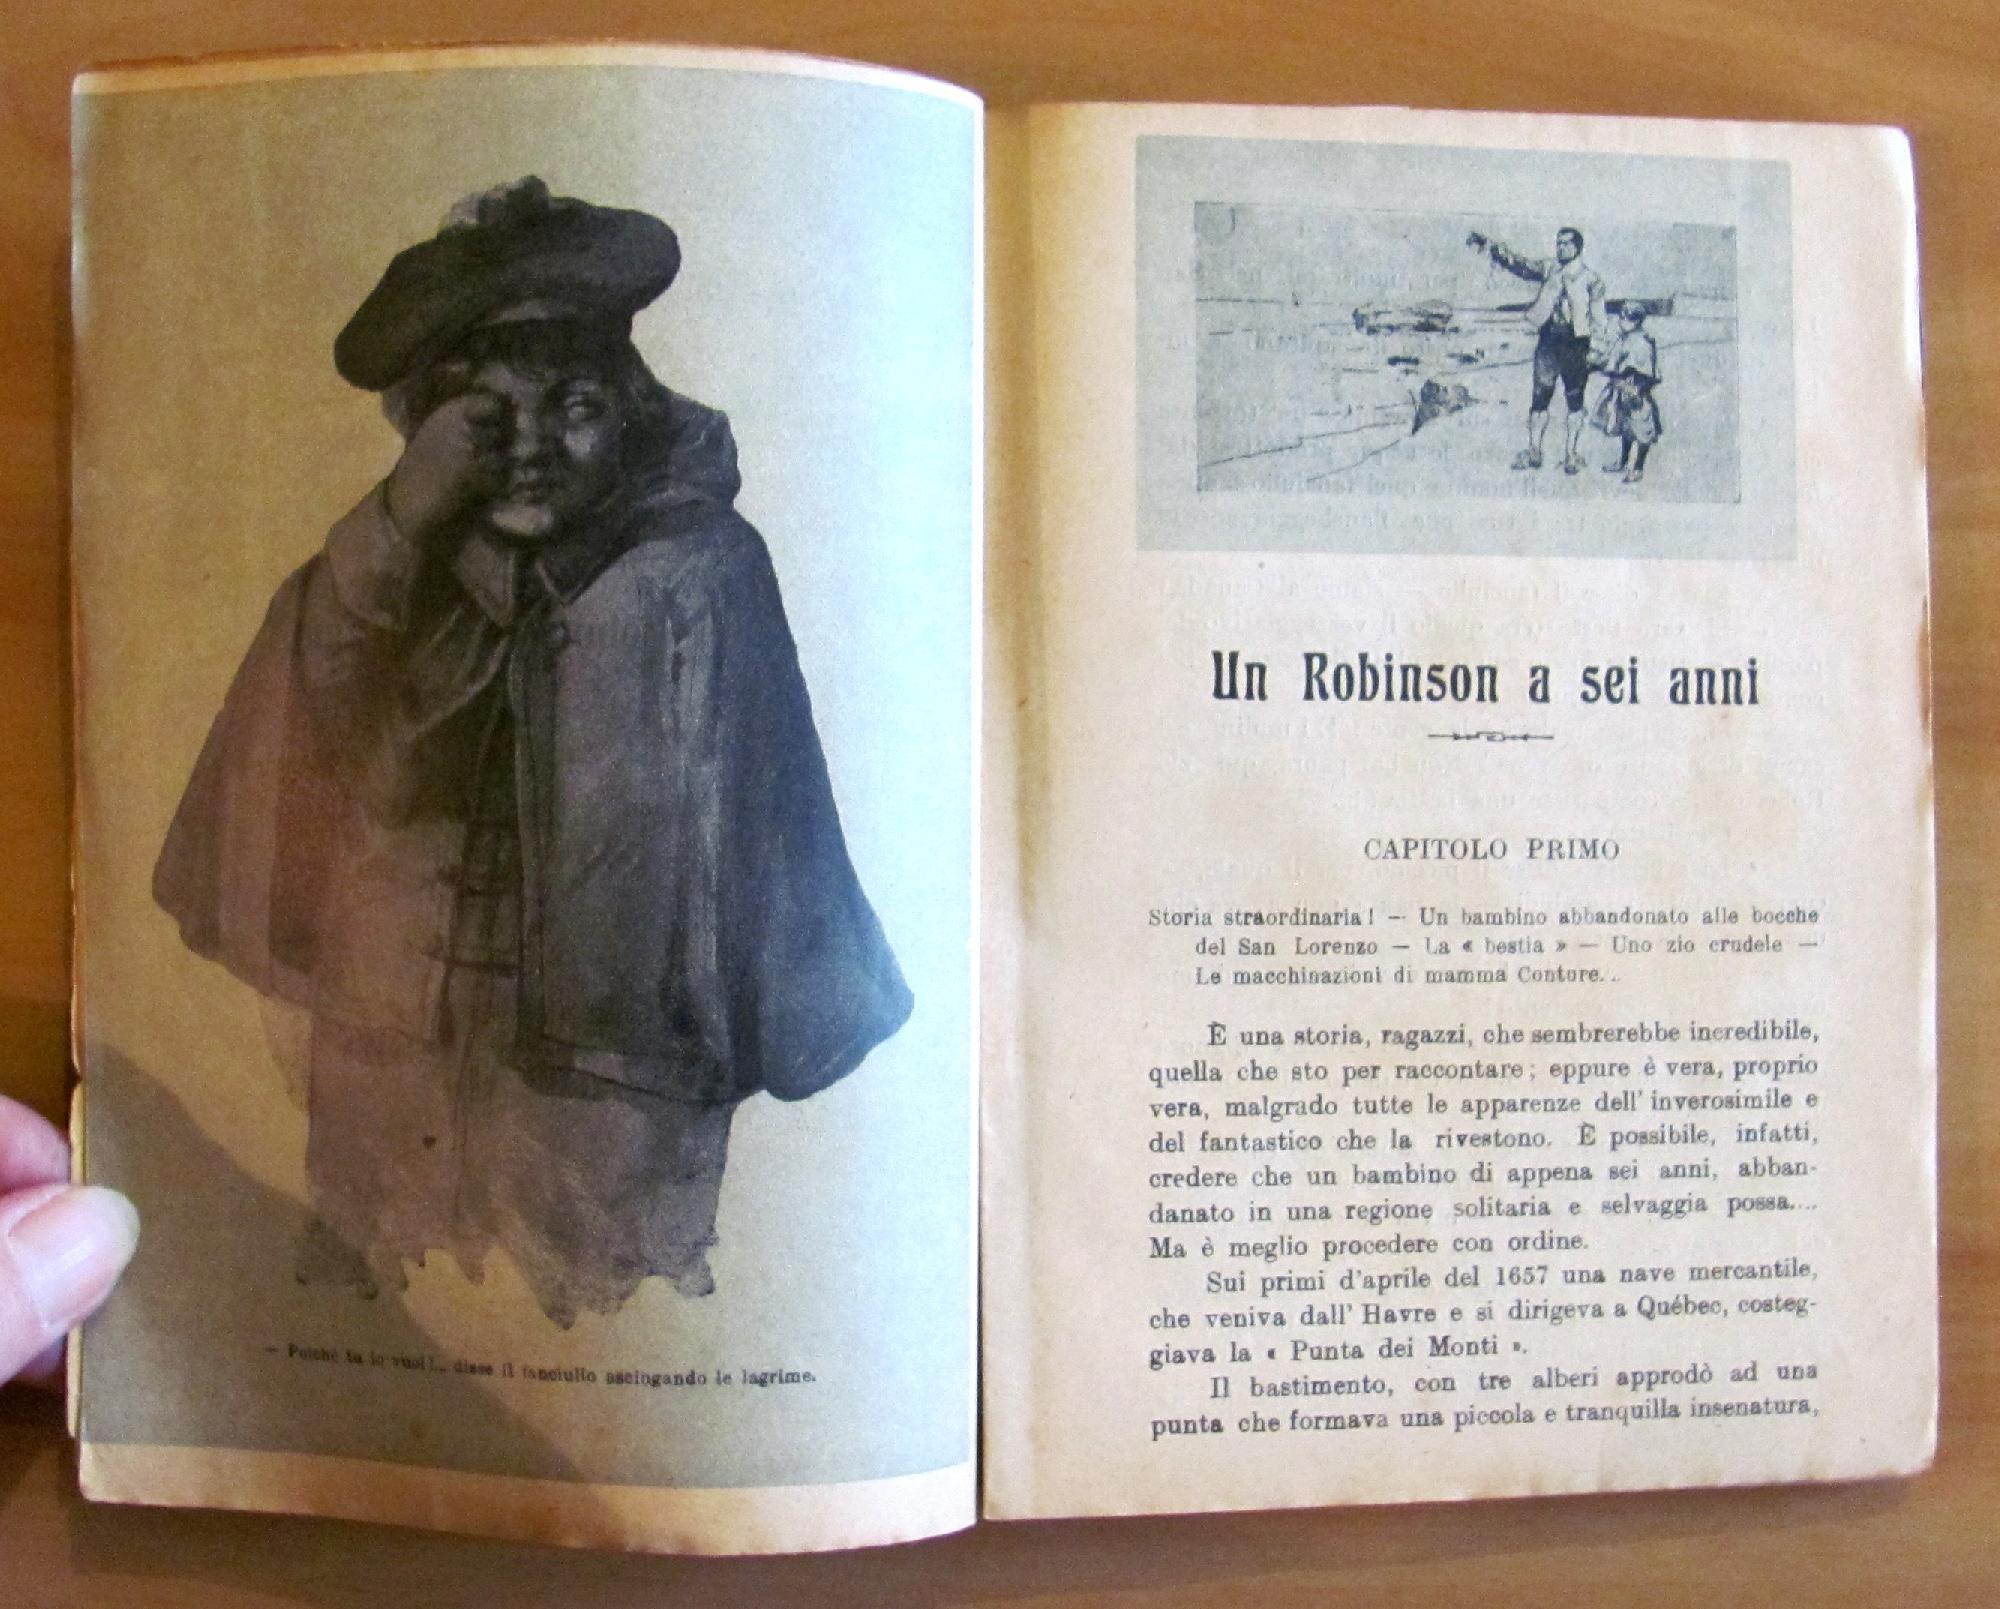 — Poichè tu lo vuoi!... disse il fanciullo asciugando le lagrime.
Un Robinson a sei anni
CAPITOLO PRIMO
Storia straordinaria! — Un bambino abbandonato alle bocche
del San Lorenzo — La « bestia » — Uno zio crudele —
Le macchinazioni di mamma Conture...
È una storia, ragazzi, che sembrerebbe incredibile,
quella che sto per raccontare; eppure è vera, proprio
vera, malgrado tutte le apparenze dell' inverosimile e
del fantastico che la rivestono. È possibile, infatti,
credere che un bambino di appena sei anni, abban-
danato in una regione solitaria e selvaggia possa....
Ma è meglio procedere con ordine.
Sui primi d'aprile del 1657 una nave mercantile,
che veniva dall' Havre e si dirigeva a Québec, costeg-
giava la « Punta dei Monti ».
Il bastimento, con tre alberi approdò ad una
punta che formava una piccola e tranquilla insenatura,